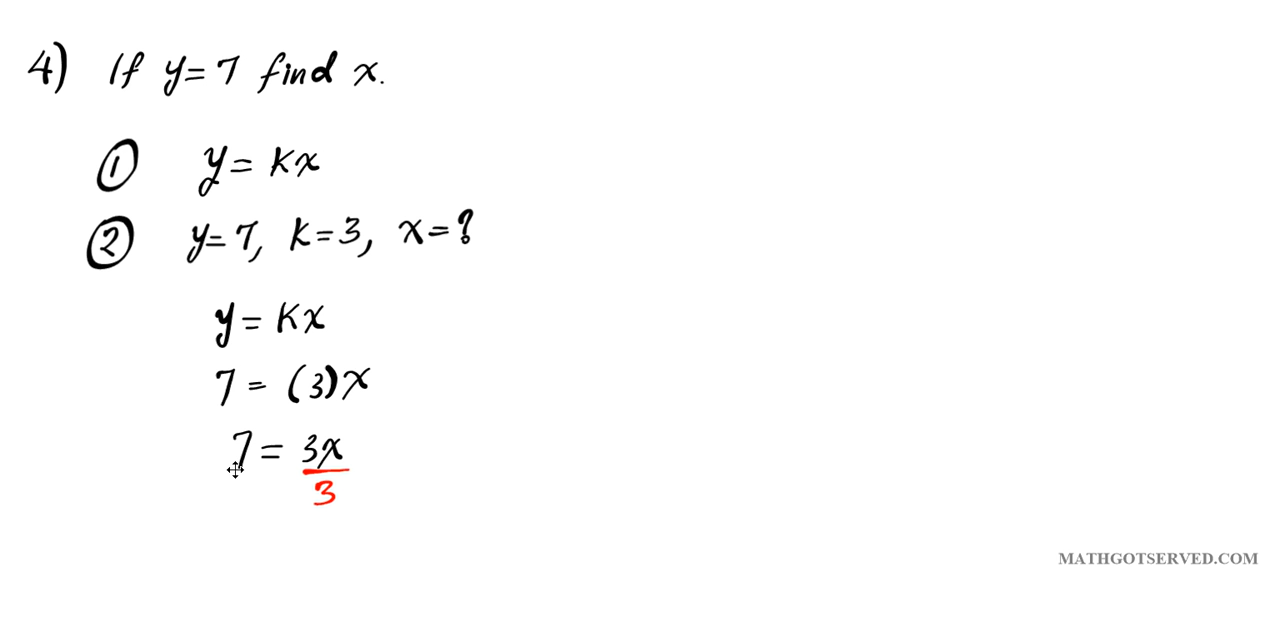 4) If y=7 find x.
① y= kx
② y=7, k=3, x=?
y= kx
7 = (3)x
7 = 3x
3
MATHGOTSERVED.COM